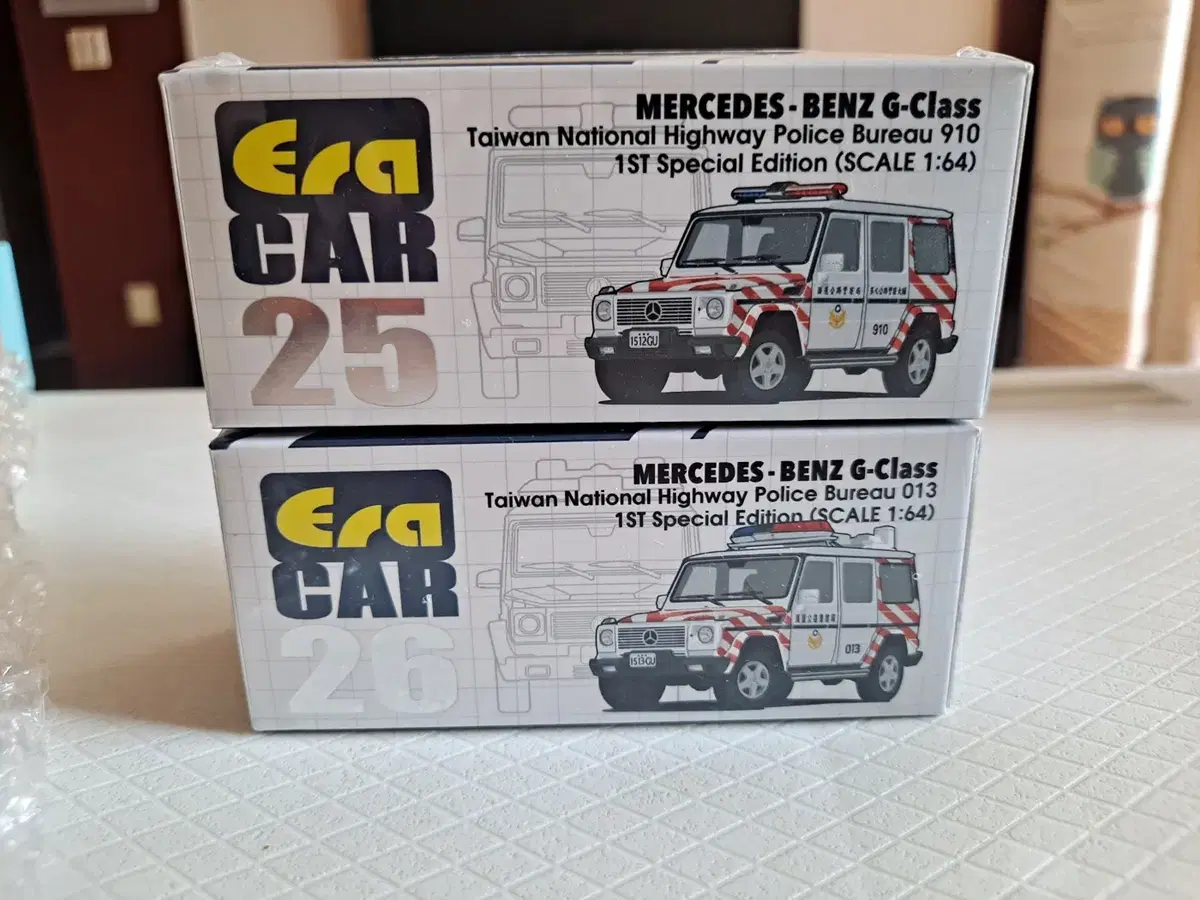 Era
CAR
25
MERCEDES-BENZ G-Class
Taiwan National Highway Police Bureau 910
1ST Special Edition (SCALE 1:64)
1512GU
910
Era
CAR
26
MERCEDES-BENZ G-Class
Taiwan National Highway Police Bureau 013
1ST Special Edition (SCALE 1:64)
1513GU
013